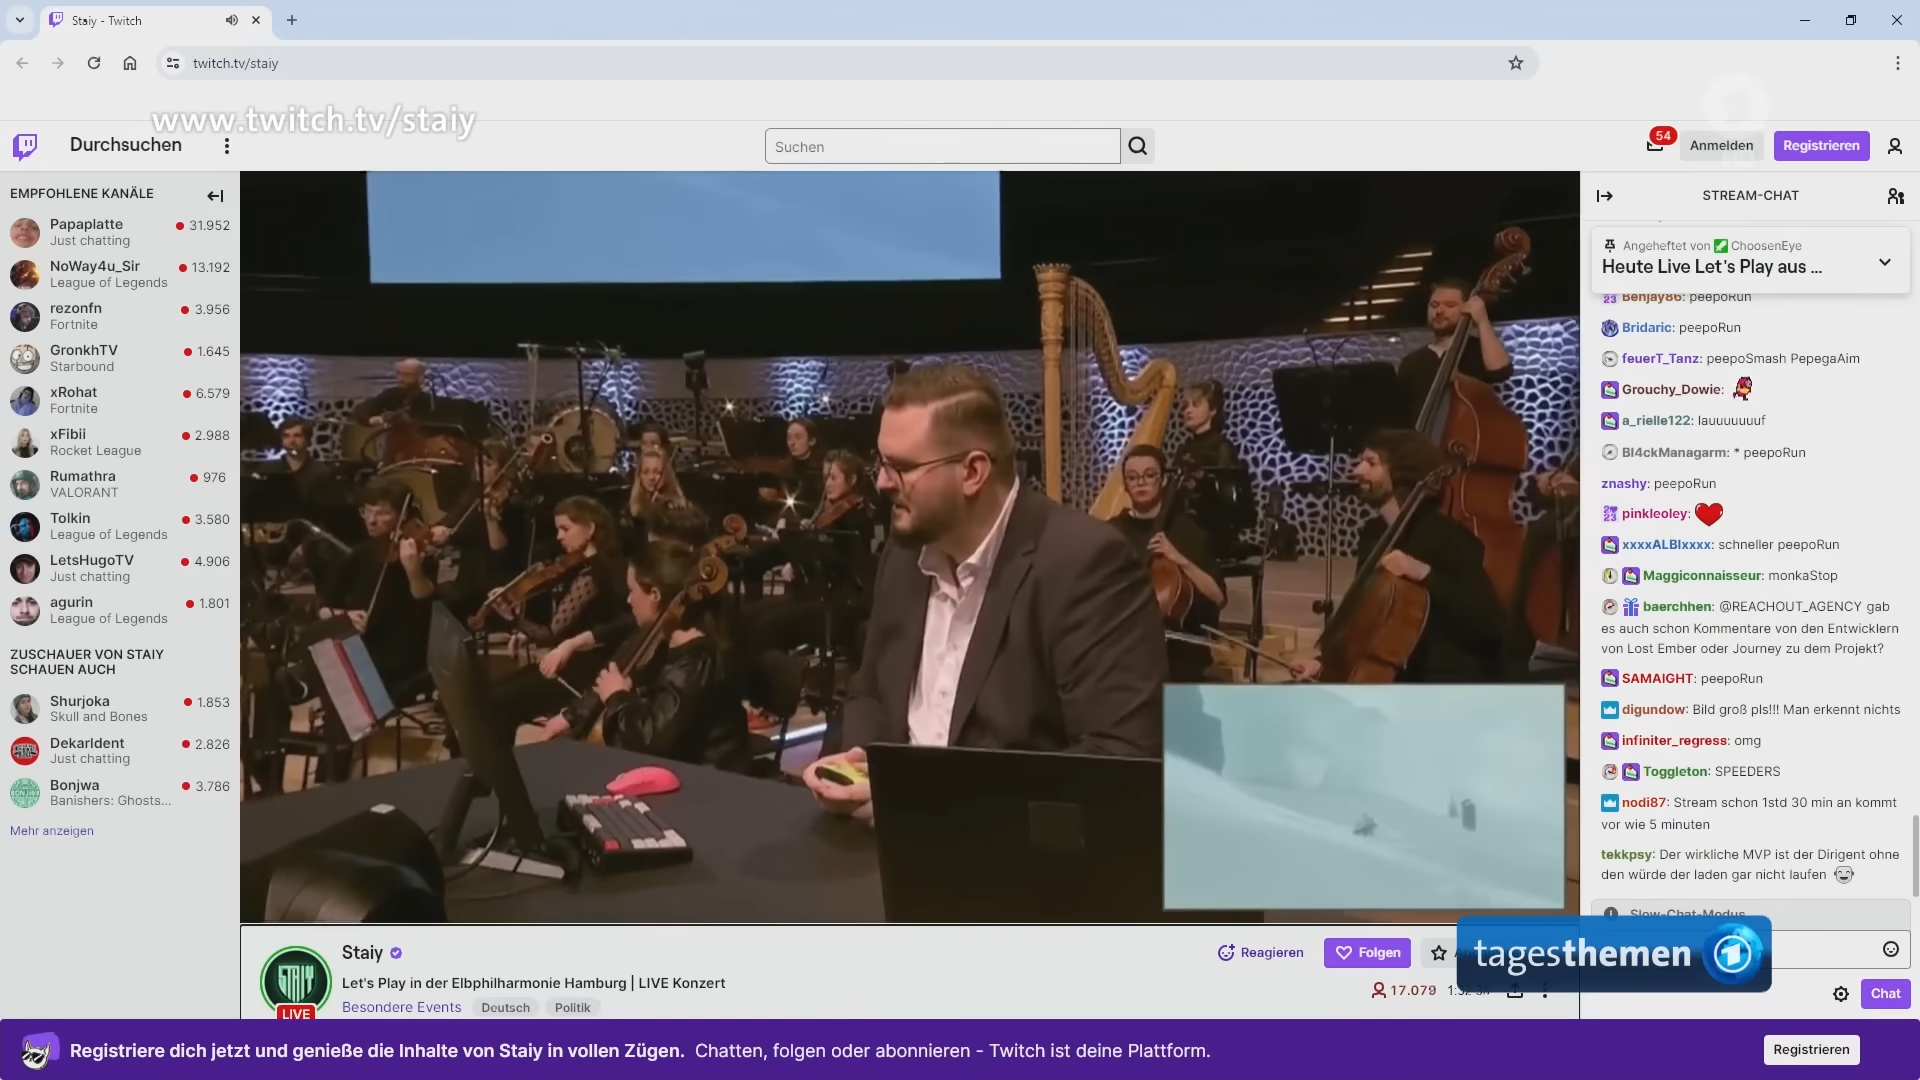 Staiy - Twitch
twitch.tv/staiy
www.twitch.tv/staiy
Durchsuchen
Suchen
54
Anmelden
Registrieren
EMPFOHLENE KANÄLE
Papaplatte
31.952
Just chatting
NoWay4u_Sir
13.192
League of Legends
rezonfn
3.956
Fortnite
GronkhTV
1.645
Starbound
xRohat
6.579
Fortnite
xFibii
2.988
Rocket League
Rumathra
976
VALORANT
Tolkin
3.580
League of Legends
LetsHugoTV
4.906
Just chatting
agurin
1.801
League of Legends
ZUSCHAUER VON STAIY
SCHAUEN AUCH
Shurjoka
1.853
Skull and Bones
Dekarldent
2.826
Just chatting
Bonjwa
3.786
Banishers: Ghosts...
Mehr anzeigen
STREAM-CHAT
Angeheftet von ChoosenEye
Heute Live Let's Play aus ...
Benjay86: peepoRun
Bridaric: peepoRun
feuerT_Tanz: peepoSmash PepegaAim
Grouchy_Dowie:
a_rielle122: lauuuuuuuf
Bl4ckManagarm: * peepoRun
znashy: peepoRun
pinkleoley:
xxxxALBIxxxx: schneller peepoRun
Maggiconnaisseur: monkaStop
baerchhen: @REACHOUT_AGENCY gab
es auch schon Kommentare von den Entwicklern
von Lost Ember oder Journey zu dem Projekt?
SAMAIGHT: peepoRun
digundow: Bild groß pls!!! Man erkennt nichts
infiniter_regress: omg
Toggleton: SPEEDERS
nodi87: Stream schon 1std 30 min an kommt
vor wie 5 minuten
tekkpsy: Der wirkliche MVP ist der Dirigent ohne
den würde der laden gar nicht laufen
Slow-Chat-Modus
tagesthemen
Chat
STAIY
LIVE
Staiy
Let's Play in der Elbphilharmonie Hamburg | LIVE Konzert
Besondere Events
Deutsch
Politik
Reagieren
Folgen
17.079
Registriere dich jetzt und genieße die Inhalte von Staiy in vollen Zügen. Chatten, folgen oder abonnieren - Twitch ist deine Plattform.
Registrieren